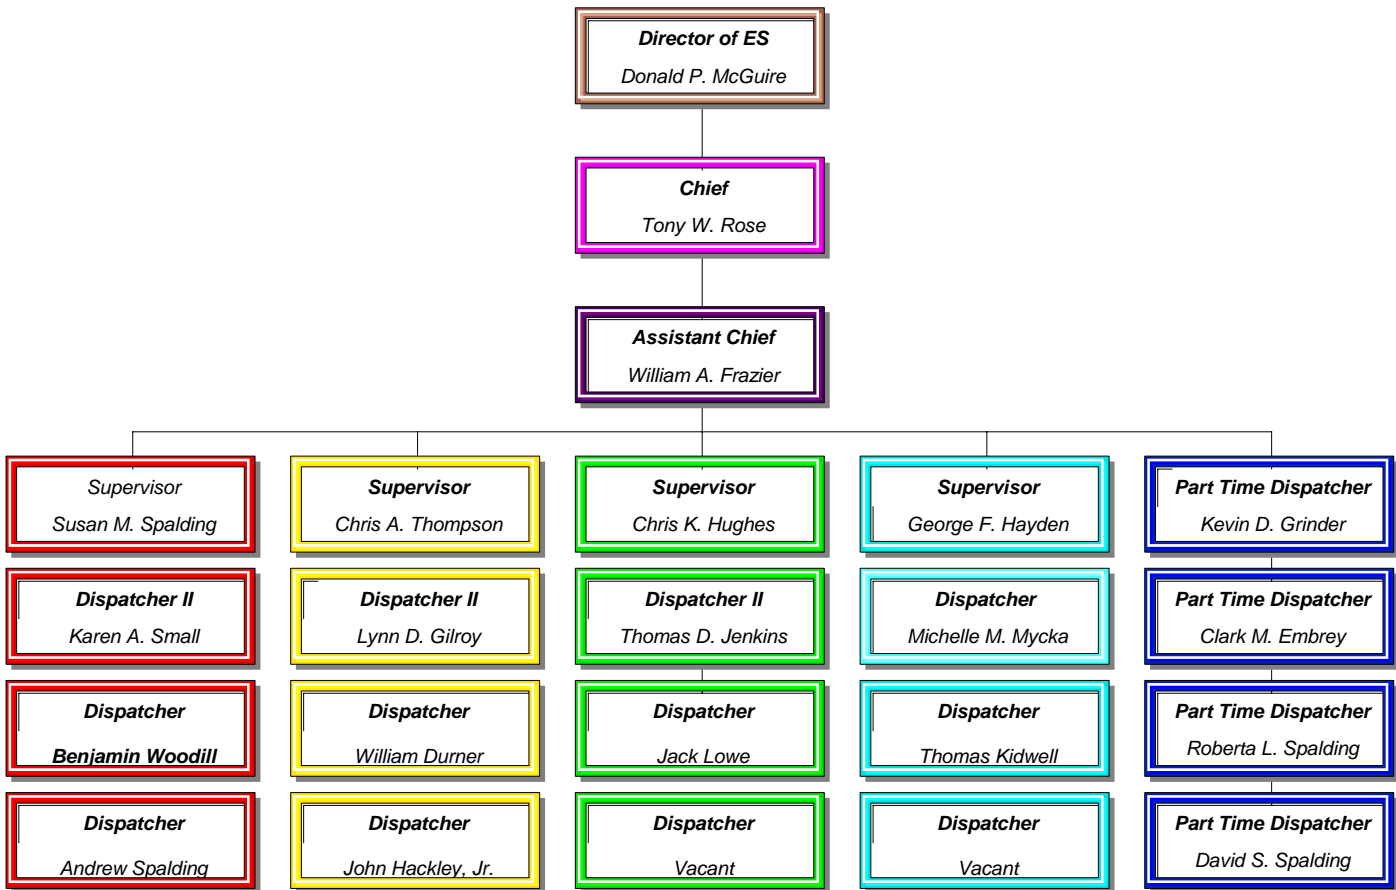 Director of ES
Donald P. McGuire
Chief
Tony W. Rose
Assistant Chief
William A. Frazier
Supervisor
Susan M. Spalding
Supervisor
Chris A. Thompson
Supervisor
Chris K. Hughes
Supervisor
George F. Hayden
Part Time Dispatcher
Kevin D. Grinder
Dispatcher II
Karen A. Small
Dispatcher II
Lynn D. Gilroy
Dispatcher II
Thomas D. Jenkins
Dispatcher
Michelle M. Mycka
Part Time Dispatcher
Clark M. Embrey
Dispatcher
Benjamin Woodill
Dispatcher
William Durner
Dispatcher
Jack Lowe
Dispatcher
Thomas Kidwell
Part Time Dispatcher
Roberta L. Spalding
Dispatcher
Andrew Spalding
Dispatcher
John Hackley, Jr.
Dispatcher
Vacant
Dispatcher
Vacant
Part Time Dispatcher
David S. Spalding